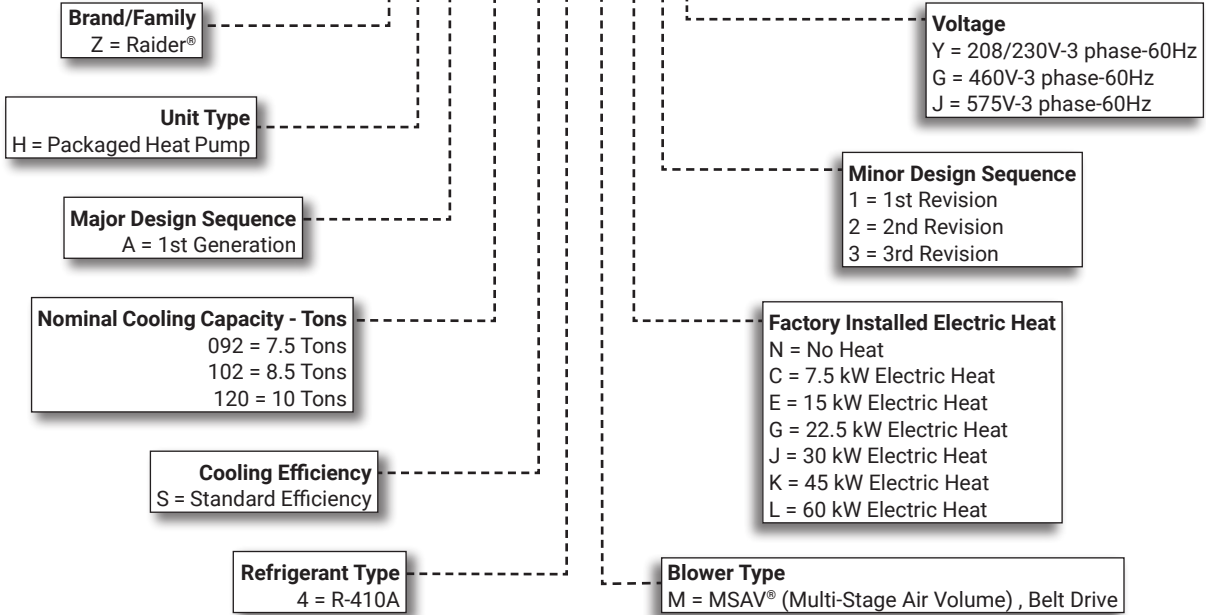 Brand/Family
Z = Raider®
Unit Type
H = Packaged Heat Pump
Major Design Sequence
A = 1st Generation
Nominal Cooling Capacity - Tons
092 = 7.5 Tons
102 = 8.5 Tons
120 = 10 Tons
Cooling Efficiency
S = Standard Efficiency
Refrigerant Type
4 = R-410A
Voltage
Y = 208/230V-3 phase-60Hz
G = 460V-3 phase-60Hz
J = 575V-3 phase-60Hz
Minor Design Sequence
1 = 1st Revision
2 = 2nd Revision
3 = 3rd Revision
Factory Installed Electric Heat
N = No Heat
C = 7.5 kW Electric Heat
E = 15 kW Electric Heat
G = 22.5 kW Electric Heat
J = 30 kW Electric Heat
K = 45 kW Electric Heat
L = 60 kW Electric Heat
Blower Type
M = MSAV® (Multi-Stage Air Volume) , Belt Drive